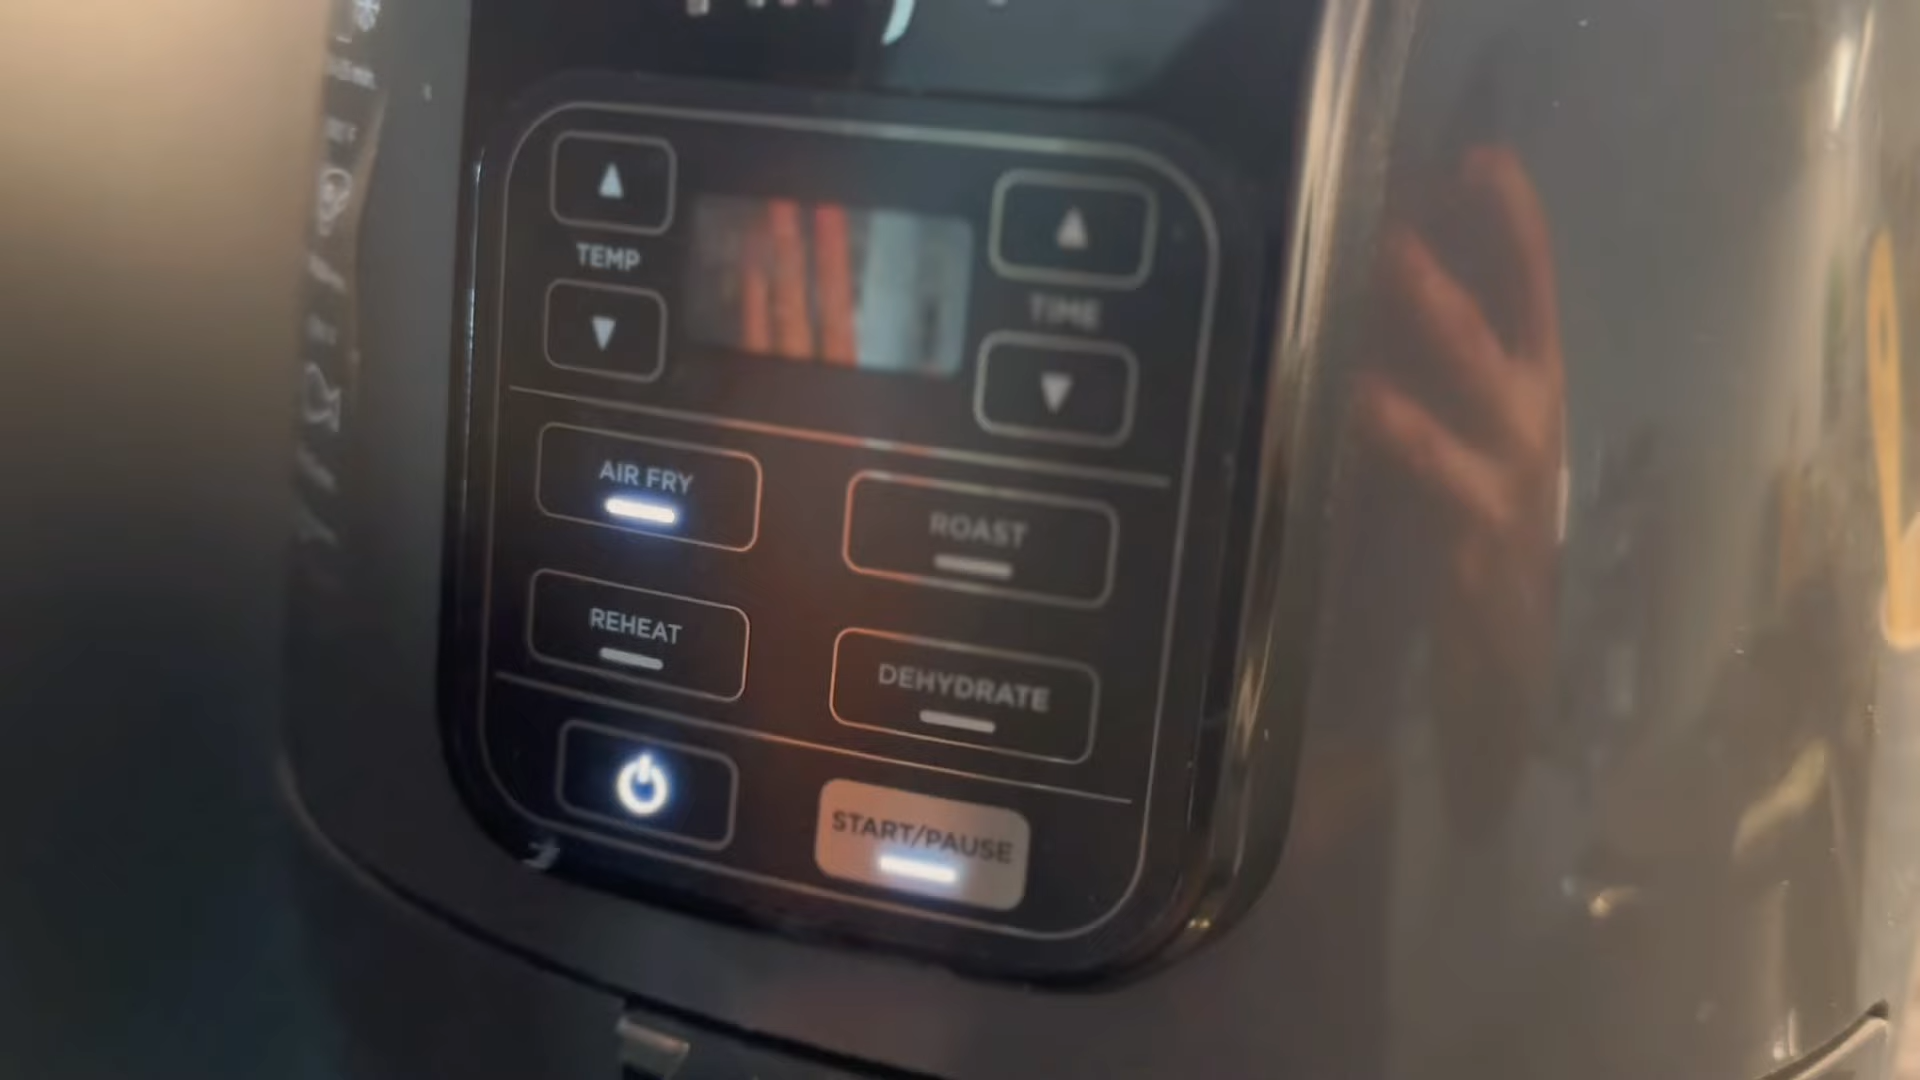 TEMP
TIME
AIR FRY
ROAST
REHEAT
DEHYDRATE
START/PAUSE